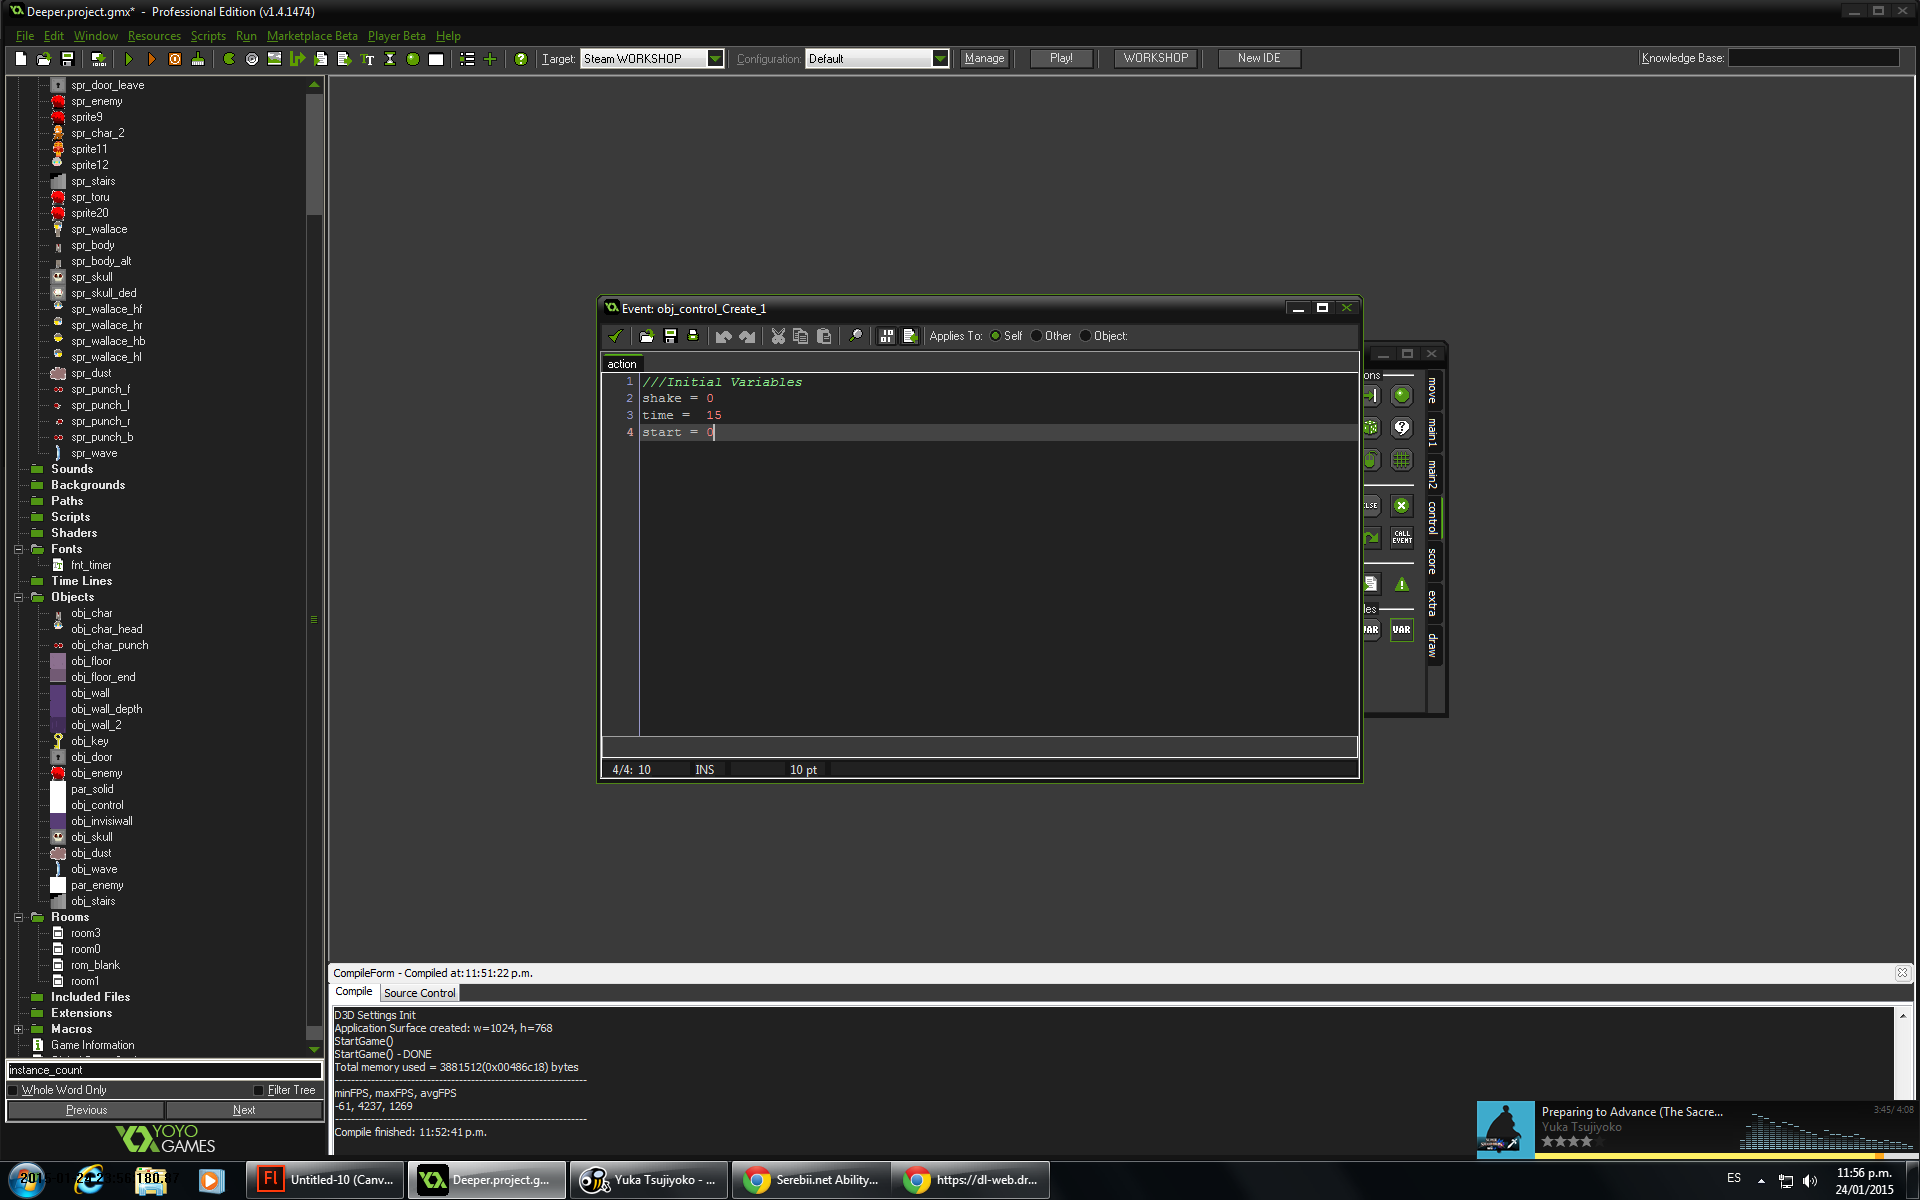 Deeper.project.gmx* - Professional Edition (v1.4.1474)
File Edit Window Resources Scripts Run Marketplace Beta Player Beta Help
Target: Steam WORKSHOP Configuration: Default Manage Play! WORKSHOP New IDE Knowledge Base:
spr_door_leave
spr_enemy
sprite9
spr_char_2
sprite11
sprite12
spr_stairs
spr_toru
sprite20
spr_wallace
spr_body
spr_body_alt
spr_skull
spr_skull_ded
spr_wallace_hf
spr_wallace_hr
spr_wallace_hb
spr_wallace_hl
spr_dust
spr_punch_f
spr_punch_l
spr_punch_r
spr_punch_b
spr_wave
Sounds
Backgrounds
Paths
Scripts
Shaders
Fonts
fnt_timer
Time Lines
Objects
obj_char
obj_char_head
obj_char_punch
obj_floor
obj_floor_end
obj_wall
obj_wall_depth
obj_wall_2
obj_key
obj_door
obj_enemy
par_solid
obj_control
obj_invisiwall
obj_skull
obj_dust
obj_wave
par_enemy
obj_stairs
Rooms
room3
room0
rom_blank
room1
Included Files
Extensions
Macros
Game Information
instance_count
Whole Word Only Filter Tree
Previous Next
YOYO
GAMES
Event: obj_control_Create_1
Applies To: Self Other Object:
action
1 ///Initial Variables
2 shake = 0
3 time = 15
4 start = 0
4/4: 10 INS 10 pt
ons
move
main1
main2
control
score
extra
draw
ELSE
CALL
EVENT
les
VAR VAR
CompileForm - Compiled at:11:51:22 p.m.
Compile Source Control
D3D Settings Init
Application Surface created: w=1024, h=768
StartGame()
StartGame() - DONE
Total memory used = 3881512(0x00486c18) bytes
minFPS, maxFPS, avgFPS
-61, 4237, 1269
Compile finished: 11:52:41 p.m.
Preparing to Advance (The Sacre... 3:45/ 4:08
Yuka Tsujiyoko
Untitled-10 (Canv...
Deeper.project.g...
Yuka Tsujiyoko - ...
Serebii.net Ability...
https://dl-web.dr...
ES
11:56 p.m.
24/01/2015